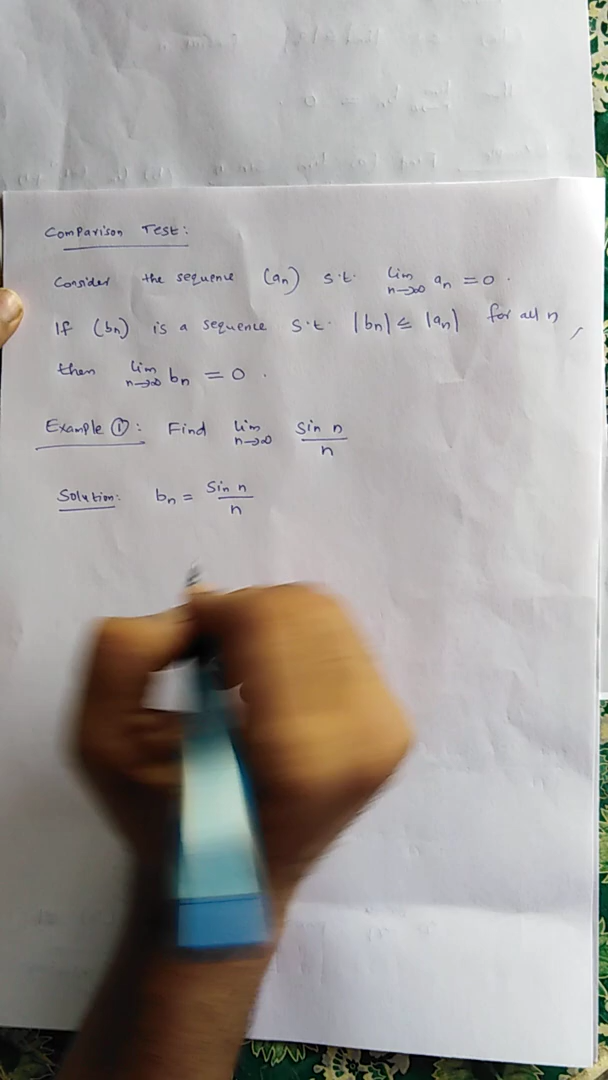 Comparison Test:
Consider the sequence (aₙ) s.t. lim n→∞ aₙ = 0.
If (bₙ) is a sequence s.t. |bₙ| ≤ |aₙ| for all n,
then lim n→∞ bₙ = 0.
Example ①: Find lim n→∞ Sin n / n
Solution: bₙ = Sin n / n